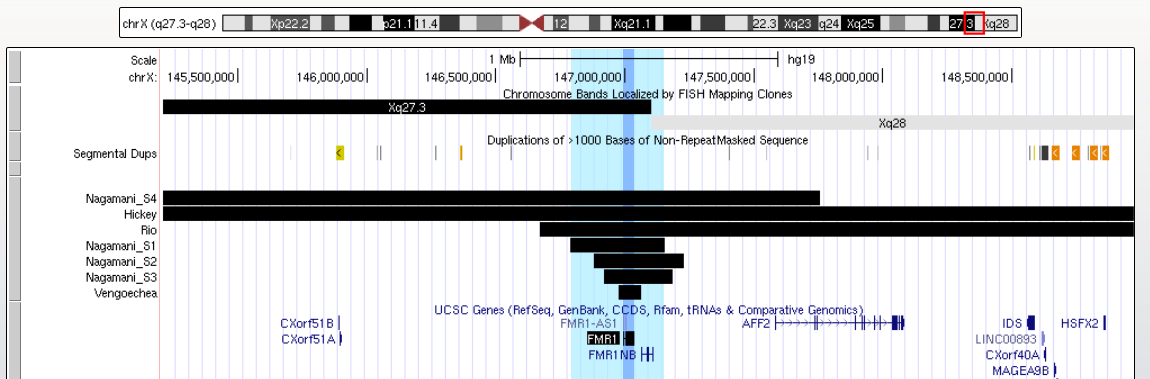 chrX (q27.3-q28) Xp22.2 p21.1 11.4 12 Xq21.1 22.3 Xq23 q24 Xq25 27.3 Xq28
Scale 1 Mb hg19
chrX: 145,500,000 146,000,000 146,500,000 147,000,000 147,500,000 148,000,000 148,500,000
Chromosome Bands Localized by FISH Mapping Clones
Xq27.3
Xq28
Duplications of >1000 Bases of Non-RepeatMasked Sequence
Segmental Dups
Nagamani_S4
Hickey
Rio
Nagamani_S1
Nagamani_S2
Nagamani_S3
Vengoechea
UCSC Genes (RefSeq, GenBank, CCDS, Rfam, tRNAs & Comparative Genomics)
CXorf51B FMR1-AS1 AFF2 IDS HSFX2
CXorf51A FMR1 LINC00893
FMR1NB CXorf40A
MAGEA9B